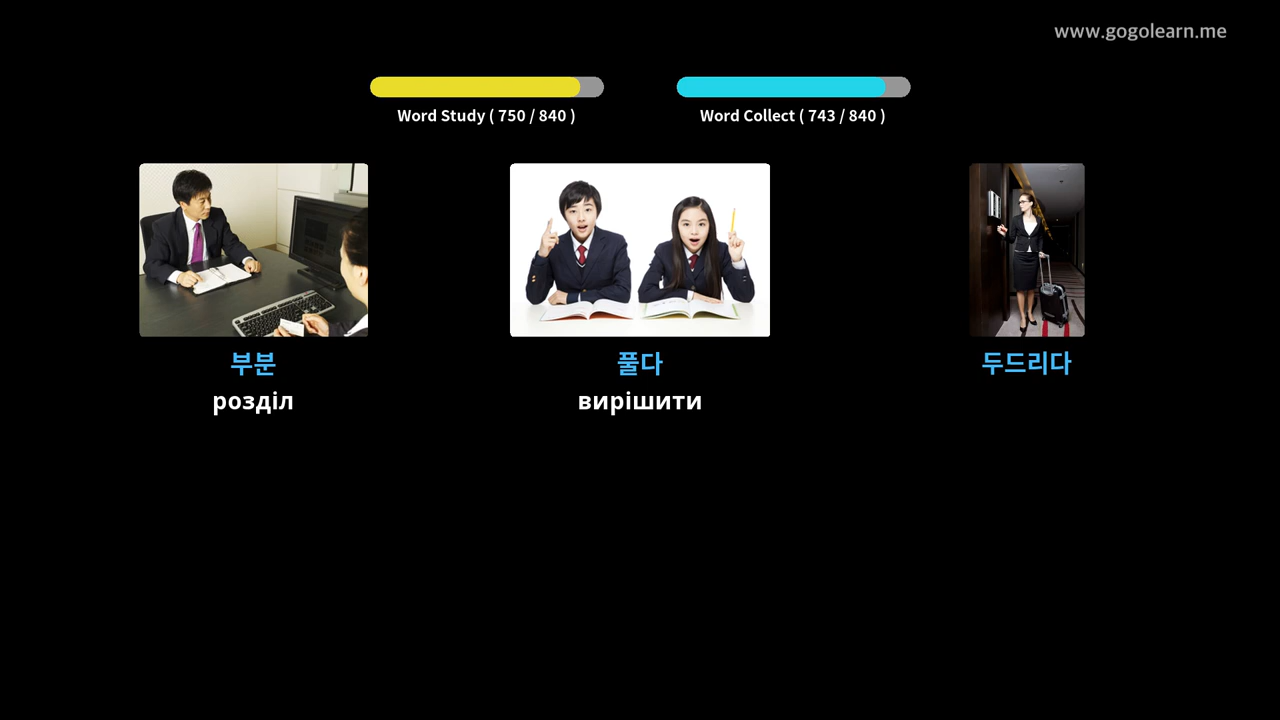 www.gogolearn.me
Word Study ( 750 / 840 )
Word Collect ( 743 / 840 )
부분
풀다
두드리다
розділ
вирішити